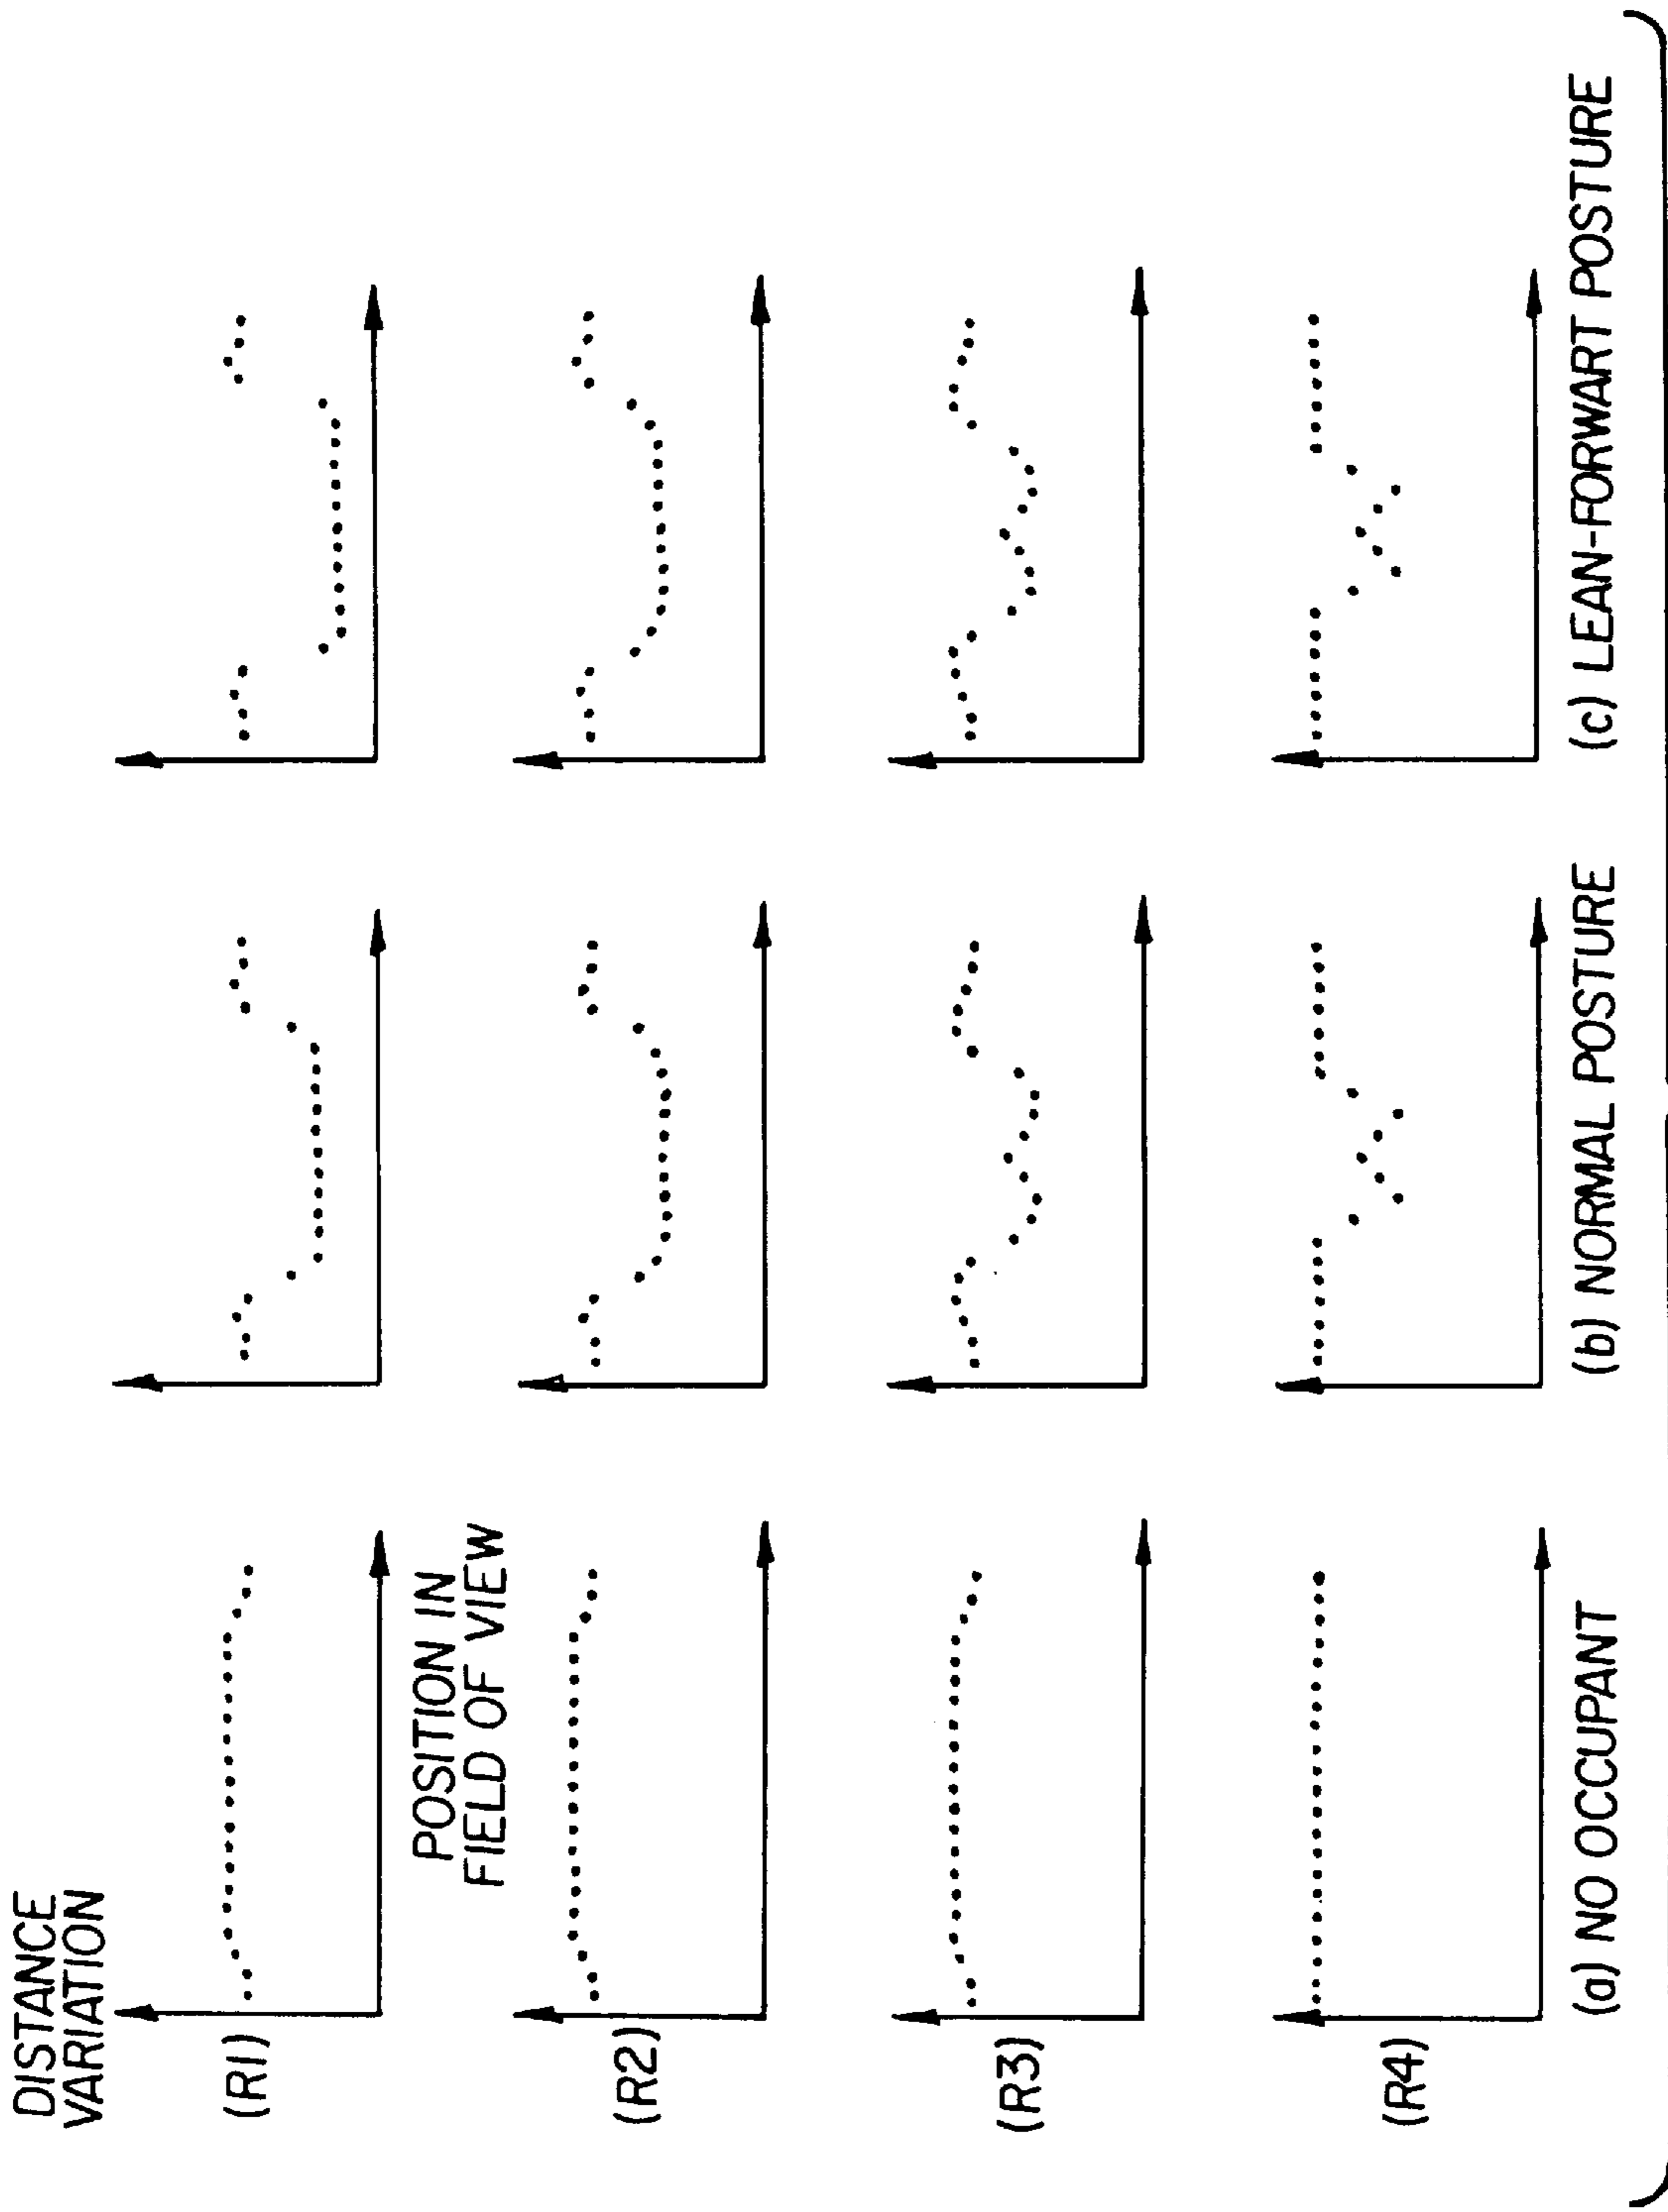 DISTANCE
VARIATION
(R1)
POSITION IN
FIELD OF VIEW
(R2)
(R3)
(R4)
(a) NO OCCUPANT
(b) NORMAL POSTURE
(c) LEAN-FORWART POSTURE